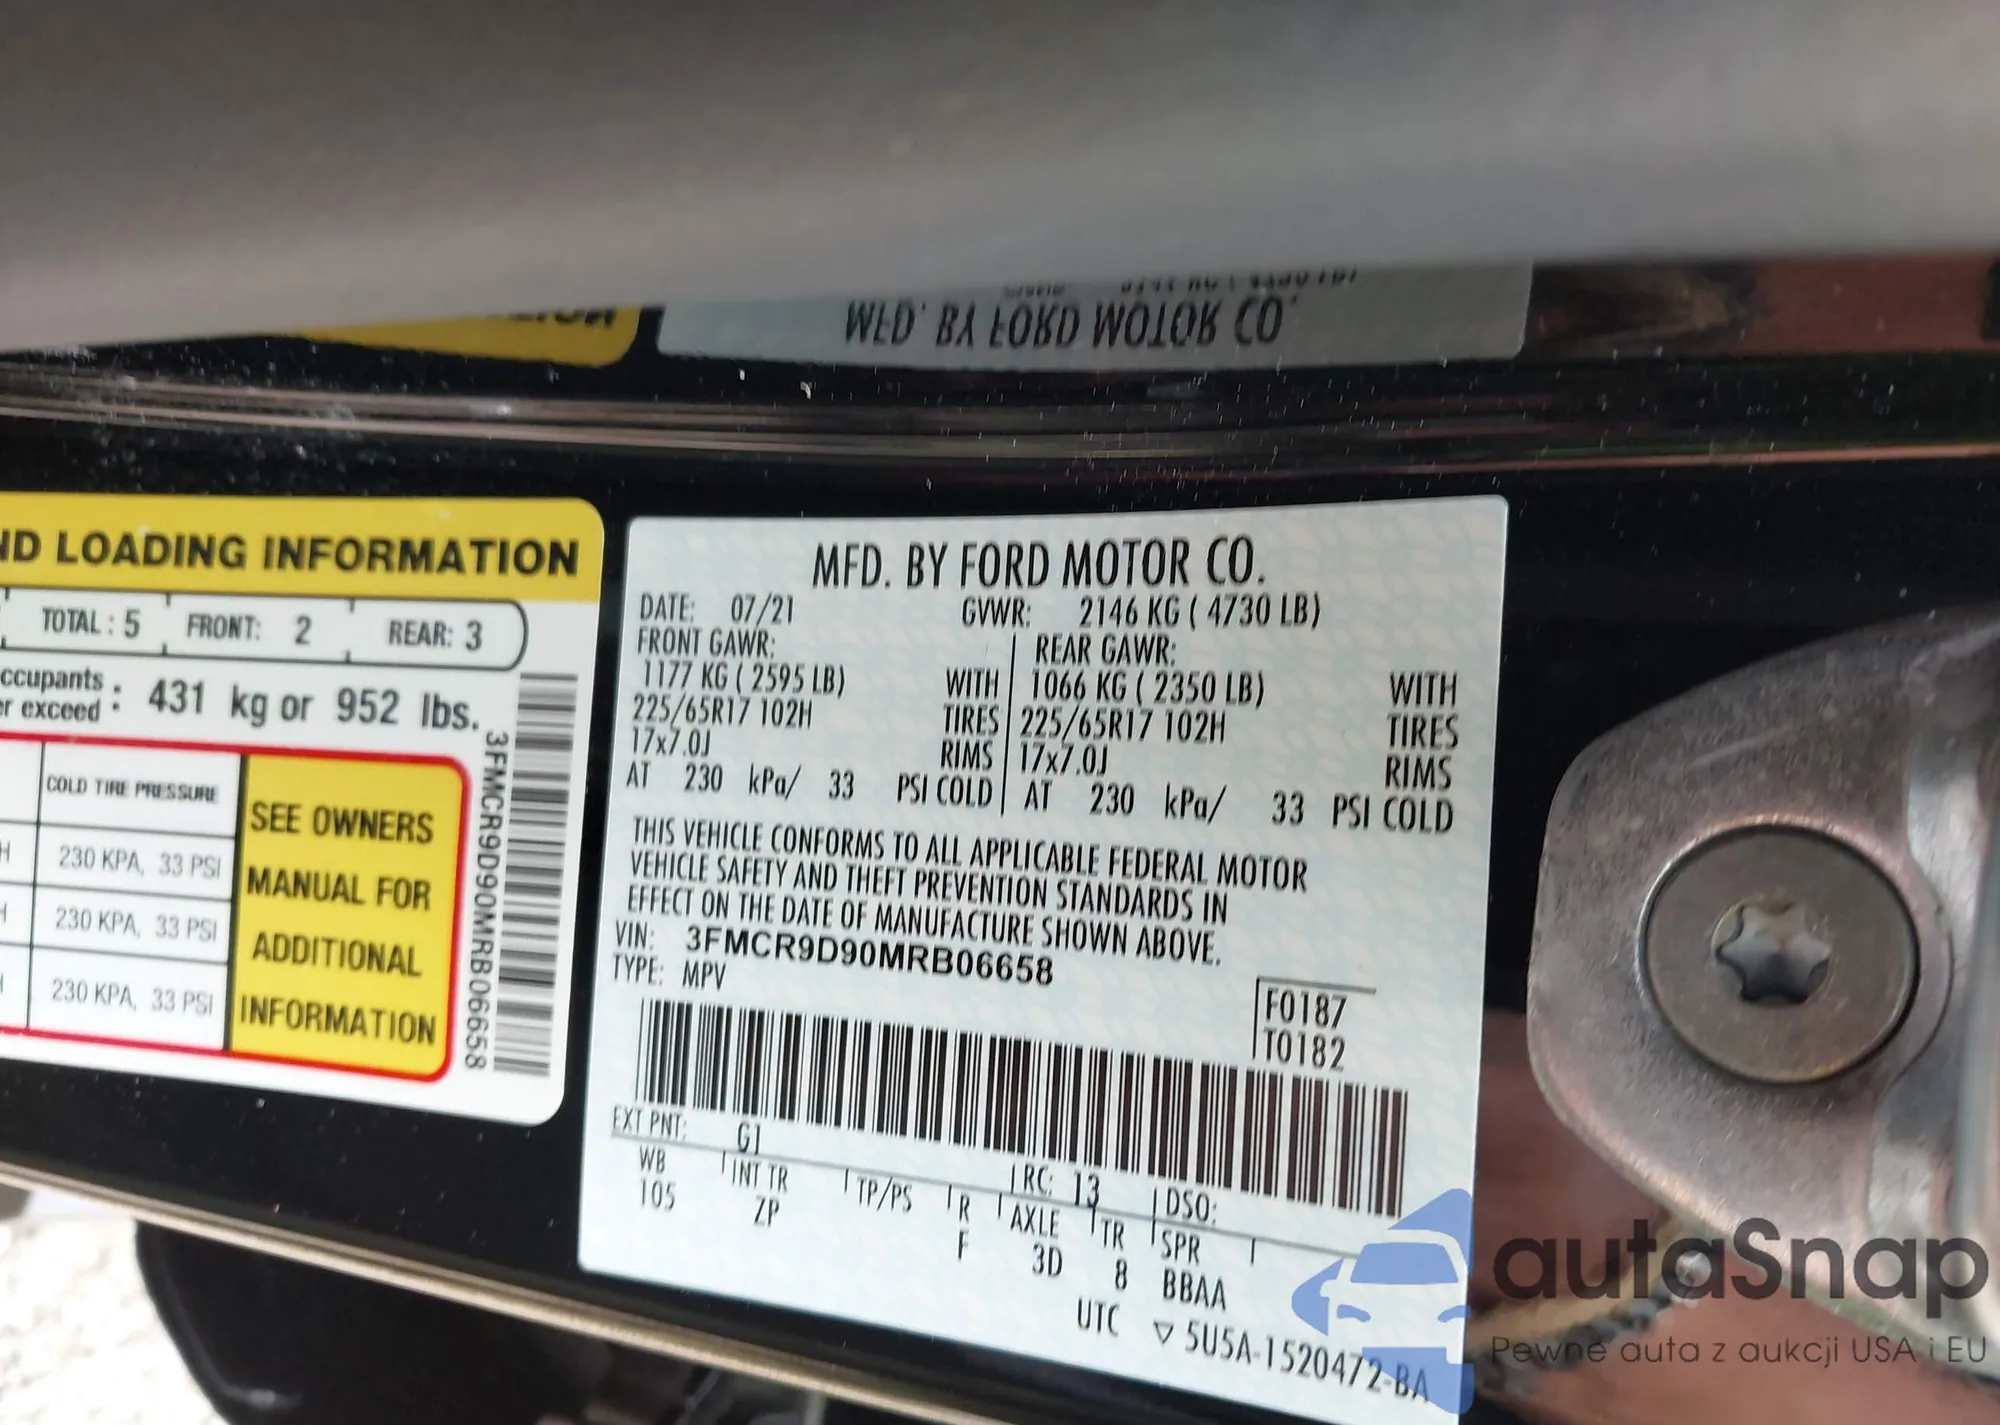 MFD. BY FORD MOTOR CO.
ND LOADING INFORMATION
TOTAL : 5 FRONT: 2 REAR: 3
ccupants
er exceed : 431 kg or 952 lbs.
COLD TIRE PRESSURE
230 KPA, 33 PSI
230 KPA, 33 PSI
230 KPA, 33 PSI
SEE OWNERS
MANUAL FOR
ADDITIONAL
INFORMATION
3FMCR9D90MRB06658
MFD. BY FORD MOTOR CO.
DATE: 07/21 GVWR: 2146 KG ( 4730 LB)
FRONT GAWR: REAR GAWR:
1177 KG ( 2595 LB) WITH 1066 KG ( 2350 LB) WITH
225/65R17 102H TIRES 225/65R17 102H TIRES
17x7.0J RIMS 17x7.0J RIMS
AT 230 kPa/ 33 PSI COLD AT 230 kPa/ 33 PSI COLD
THIS VEHICLE CONFORMS TO ALL APPLICABLE FEDERAL MOTOR
VEHICLE SAFETY AND THEFT PREVENTION STANDARDS IN
EFFECT ON THE DATE OF MANUFACTURE SHOWN ABOVE.
VIN: 3FMCR9D90MRB06658
TYPE: MPV
F0187
T0182
EXT PNT: G1 RC: 13 DSO:
WB INT TR TP/PS R AXLE TR SPR
105 ZP F 3D 8 BBAA
UTC ▽ 5U5A-1520472-BA
autaSnap
Pewne auta z aukcji USA i EU